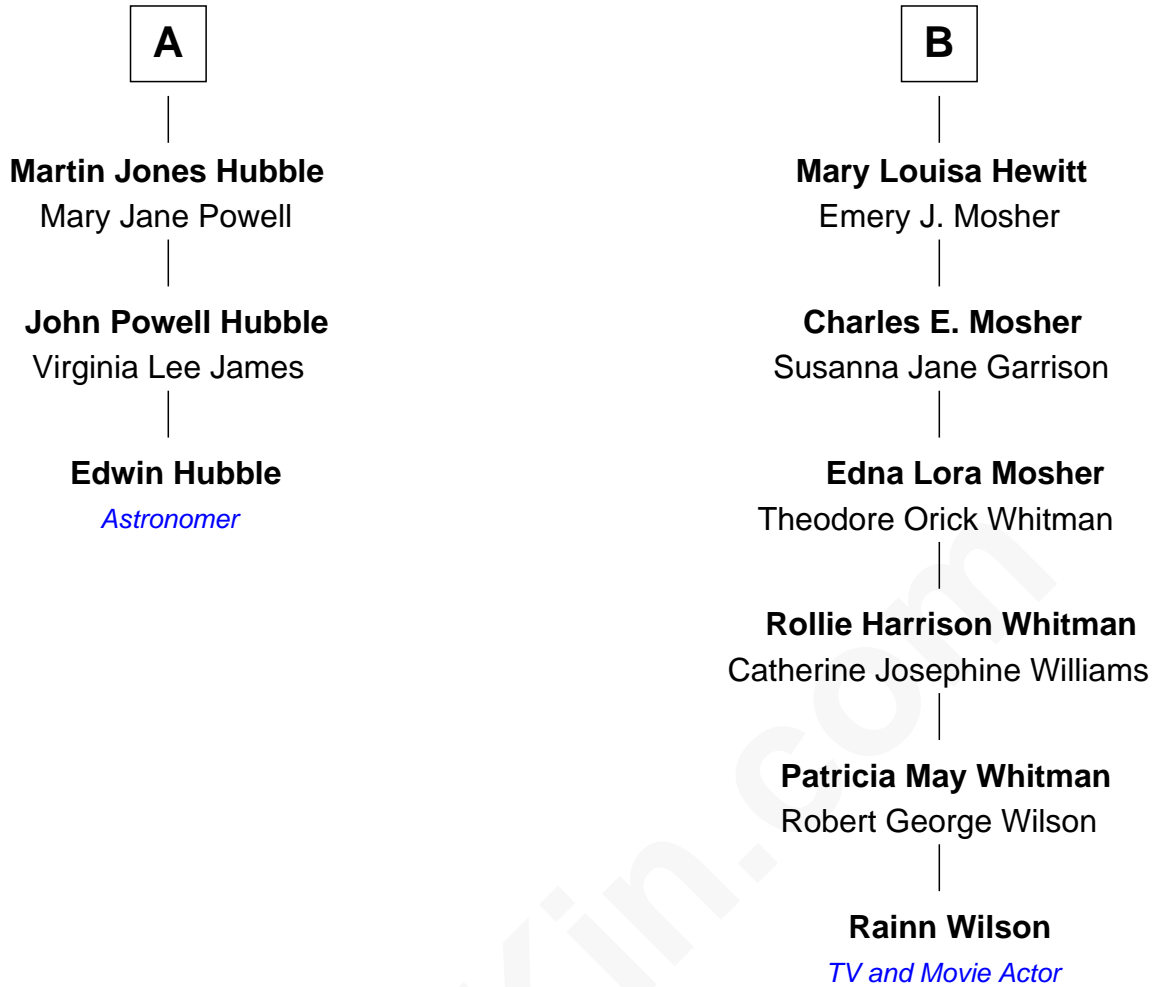 A
Martin Jones Hubble
Mary Jane Powell
John Powell Hubble
Virginia Lee James
Edwin Hubble
Astronomer
B
Mary Louisa Hewitt
Emery J. Mosher
Charles E. Mosher
Susanna Jane Garrison
Edna Lora Mosher
Theodore Orick Whitman
Rollie Harrison Whitman
Catherine Josephine Williams
Patricia May Whitman
Robert George Wilson
Rainn Wilson
TV and Movie Actor
Kin.com